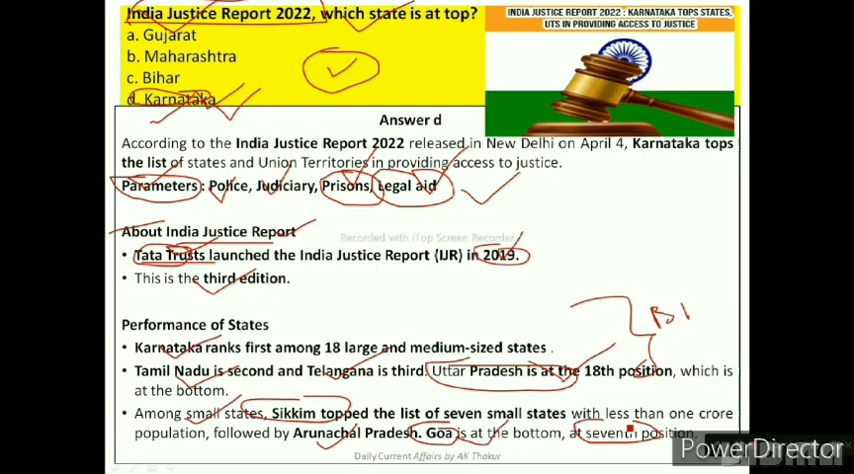 India Justice Report 2022, which state is at top?
a. Gujarat
b. Maharashtra
c. Bihar
d. Karnataka
INDIA JUSTICE REPORT 2022 : KARNATAKA TOPS STATES,
UTS IN PROVIDING ACCESS TO JUSTICE
Answer d
According to the India Justice Report 2022 released in New Delhi on April 4, Karnataka tops
the list of states and Union Territories in providing access to justice.
Parameters : Police, Judiciary, Prisons, Legal aid
About India Justice Report
Recorded with iTop Screen Recorder
• Tata Trusts launched the India Justice Report (IJR) in 2019.
• This is the third edition.
Performance of States
• Karnataka ranks first among 18 large and medium-sized states .
• Tamil Nadu is second and Telangana is third. Uttar Pradesh is at the 18th position, which is
at the bottom.
• Among small states, Sikkim topped the list of seven small states with less than one crore
population, followed by Arunachal Pradesh. Goa is at the bottom, at seventh position.
PowerDirector
Daily Current Affairs by AK Thakur